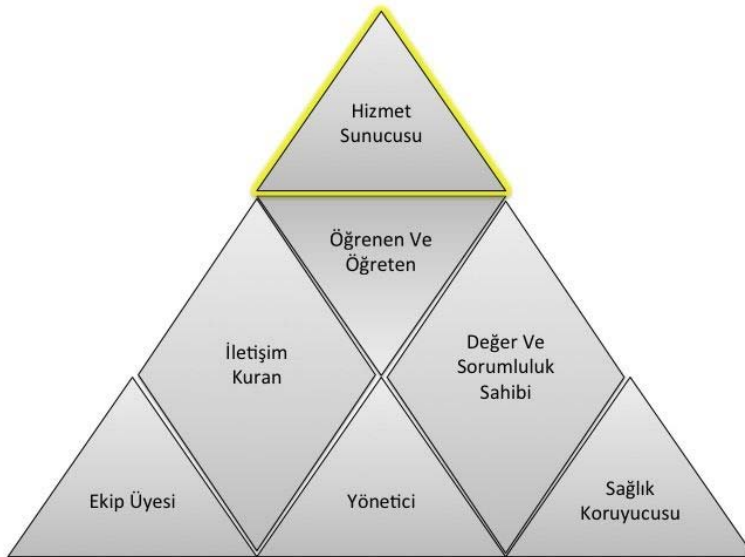 Hizmet
Sunucusu
Öğrenen Ve
Öğreten
İletişim
Kuran
Değer Ve
Sorumluluk
Sahibi
Ekip Üyesi
Yönetici
Sağlık
Koruyucusu